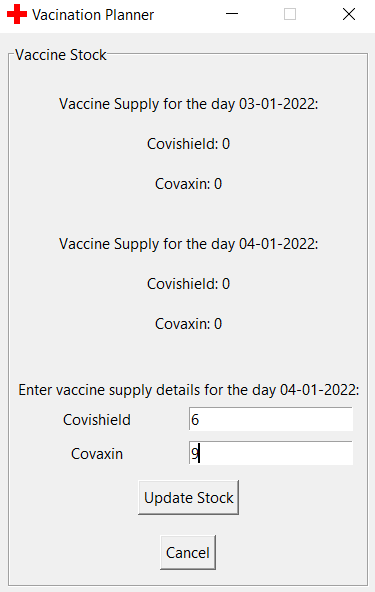 Vacination Planner
Vaccine Stock
Vaccine Supply for the day 03-01-2022:
Covishield: 0
Covaxin: 0
Vaccine Supply for the day 04-01-2022:
Covishield: 0
Covaxin: 0
Enter vaccine supply details for the day 04-01-2022:
Covishield 6
Covaxin 9
Update Stock
Cancel